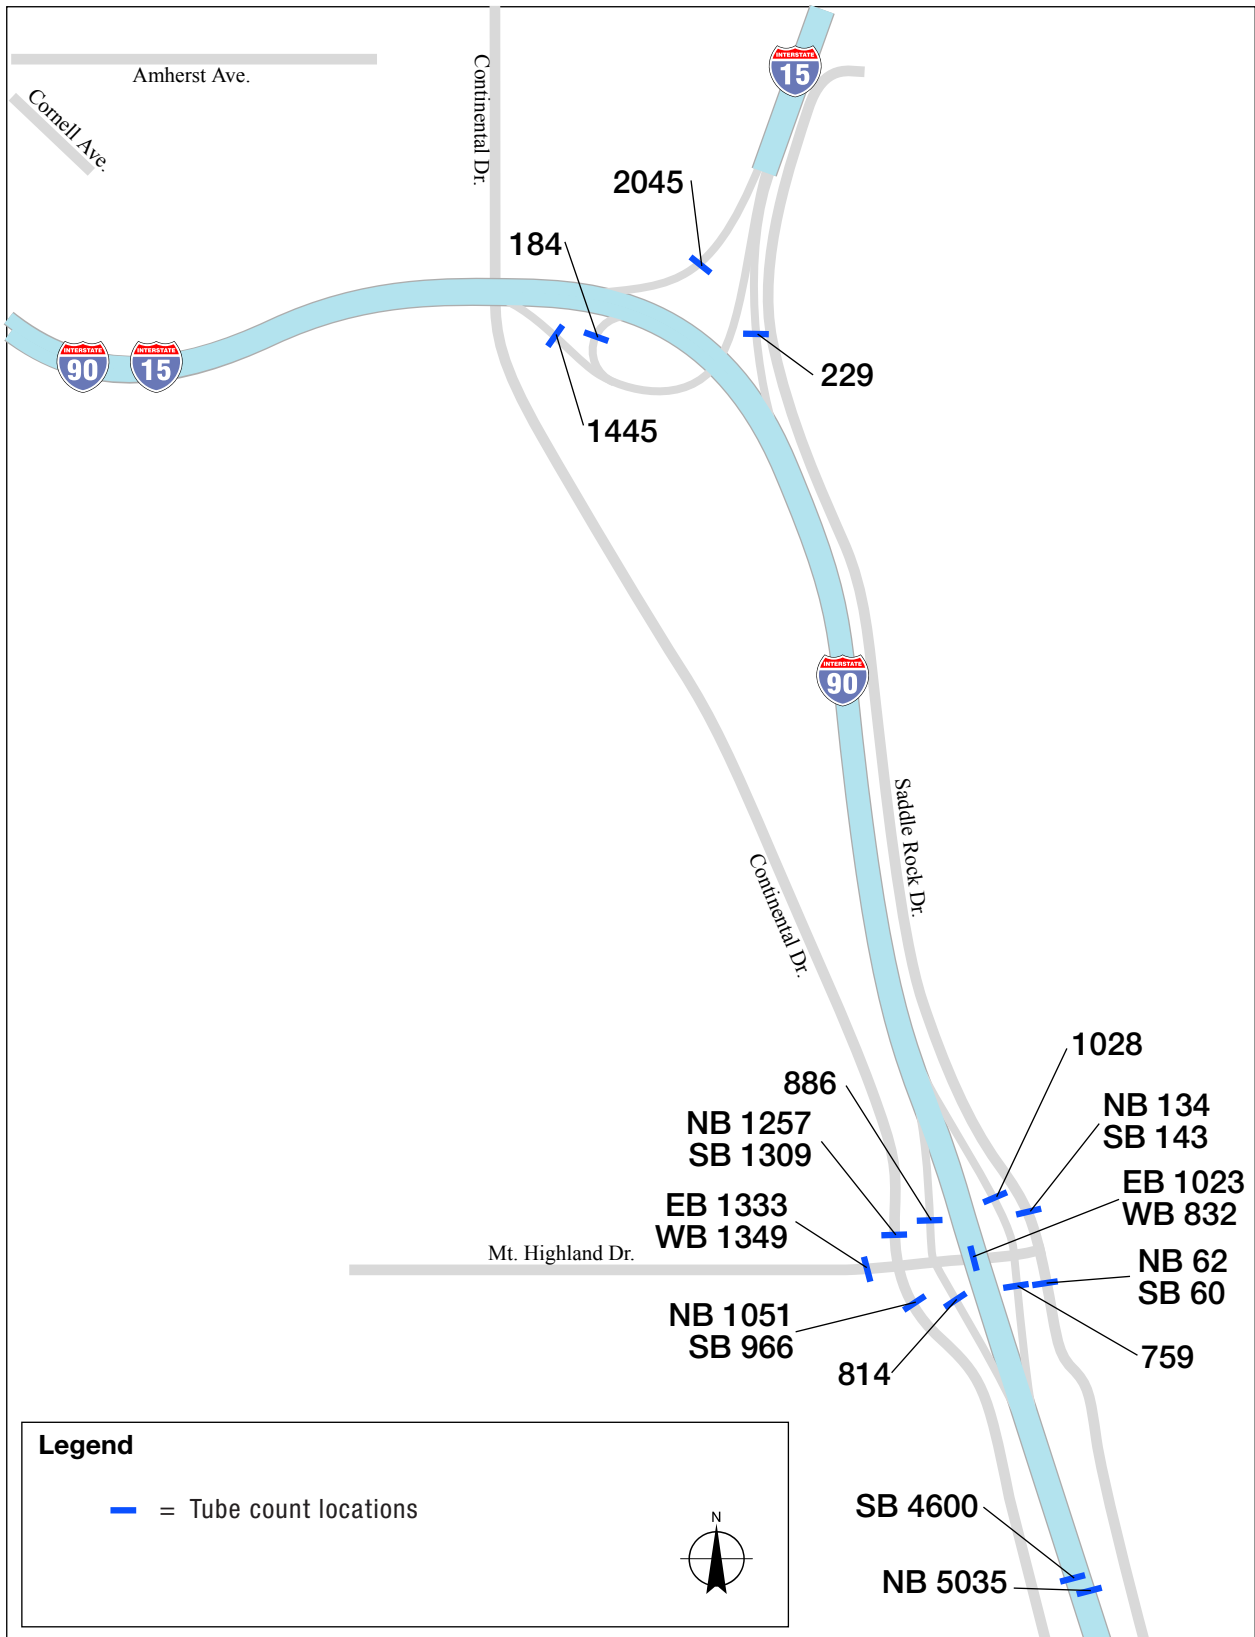 INTERSTATE
15
Amherst Ave.
Cornell Ave.
Continental Dr.
2045
184
INTERSTATE
90
INTERSTATE
15
229
1445
INTERSTATE
90
Saddle Rock Dr.
Continental Dr.
1028
886
NB 134
SB 143
NB 1257
SB 1309
EB 1023
WB 832
EB 1333
WB 1349
Mt. Highland Dr.
NB 62
SB 60
NB 1051
SB 966
759
814
Legend
= Tube count locations
N
SB 4600
NB 5035